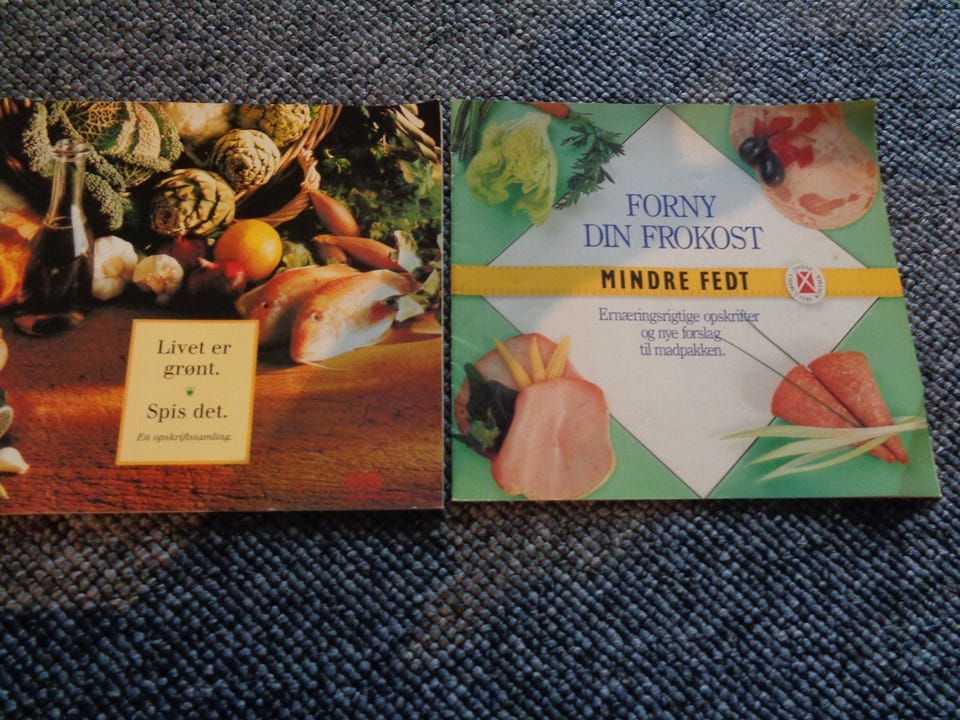 Livet er
grønt.
Spis det.
En opskriftssamling.
FORNY
DIN FROKOST
MINDRE FEDT
Ernæringsrigtige opskrifter
og nye forslag
til madpakken.